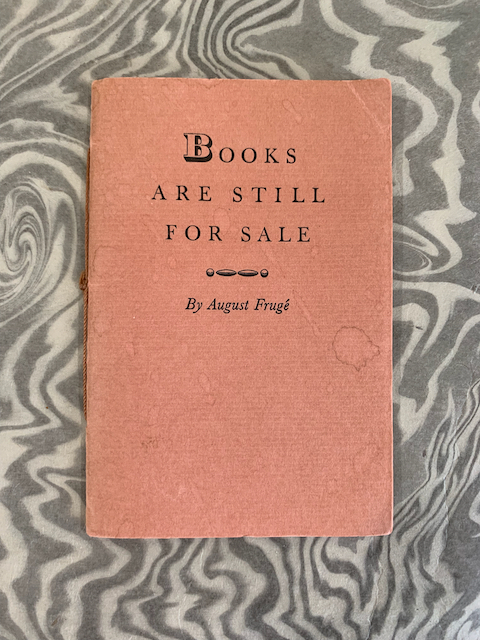 BOOKS
ARE STILL
FOR SALE
By August Frugé